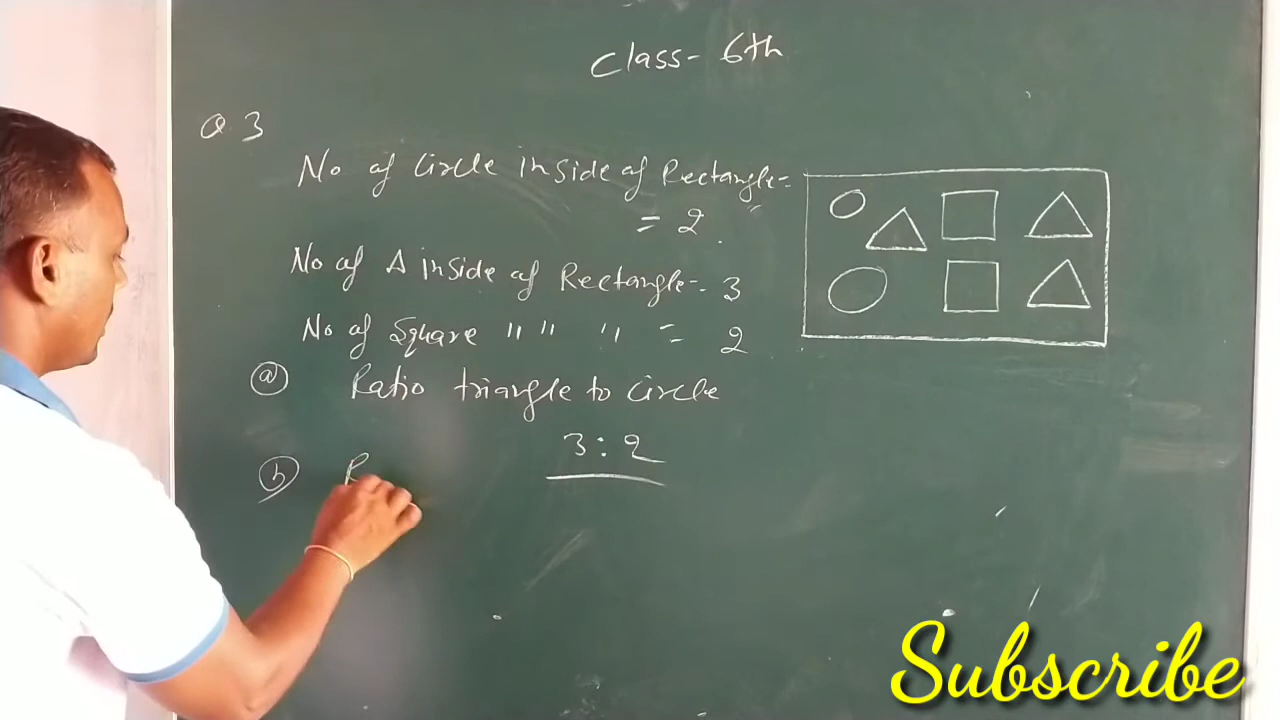 Class- 6th
Q. 3
No of Circle inside of Rectangle-
= 2.
No of Δ inside of Rectangle- 3
No of Square " " " = 2
(a) Ratio triangle to circle
3:2
(b) R
Subscribe